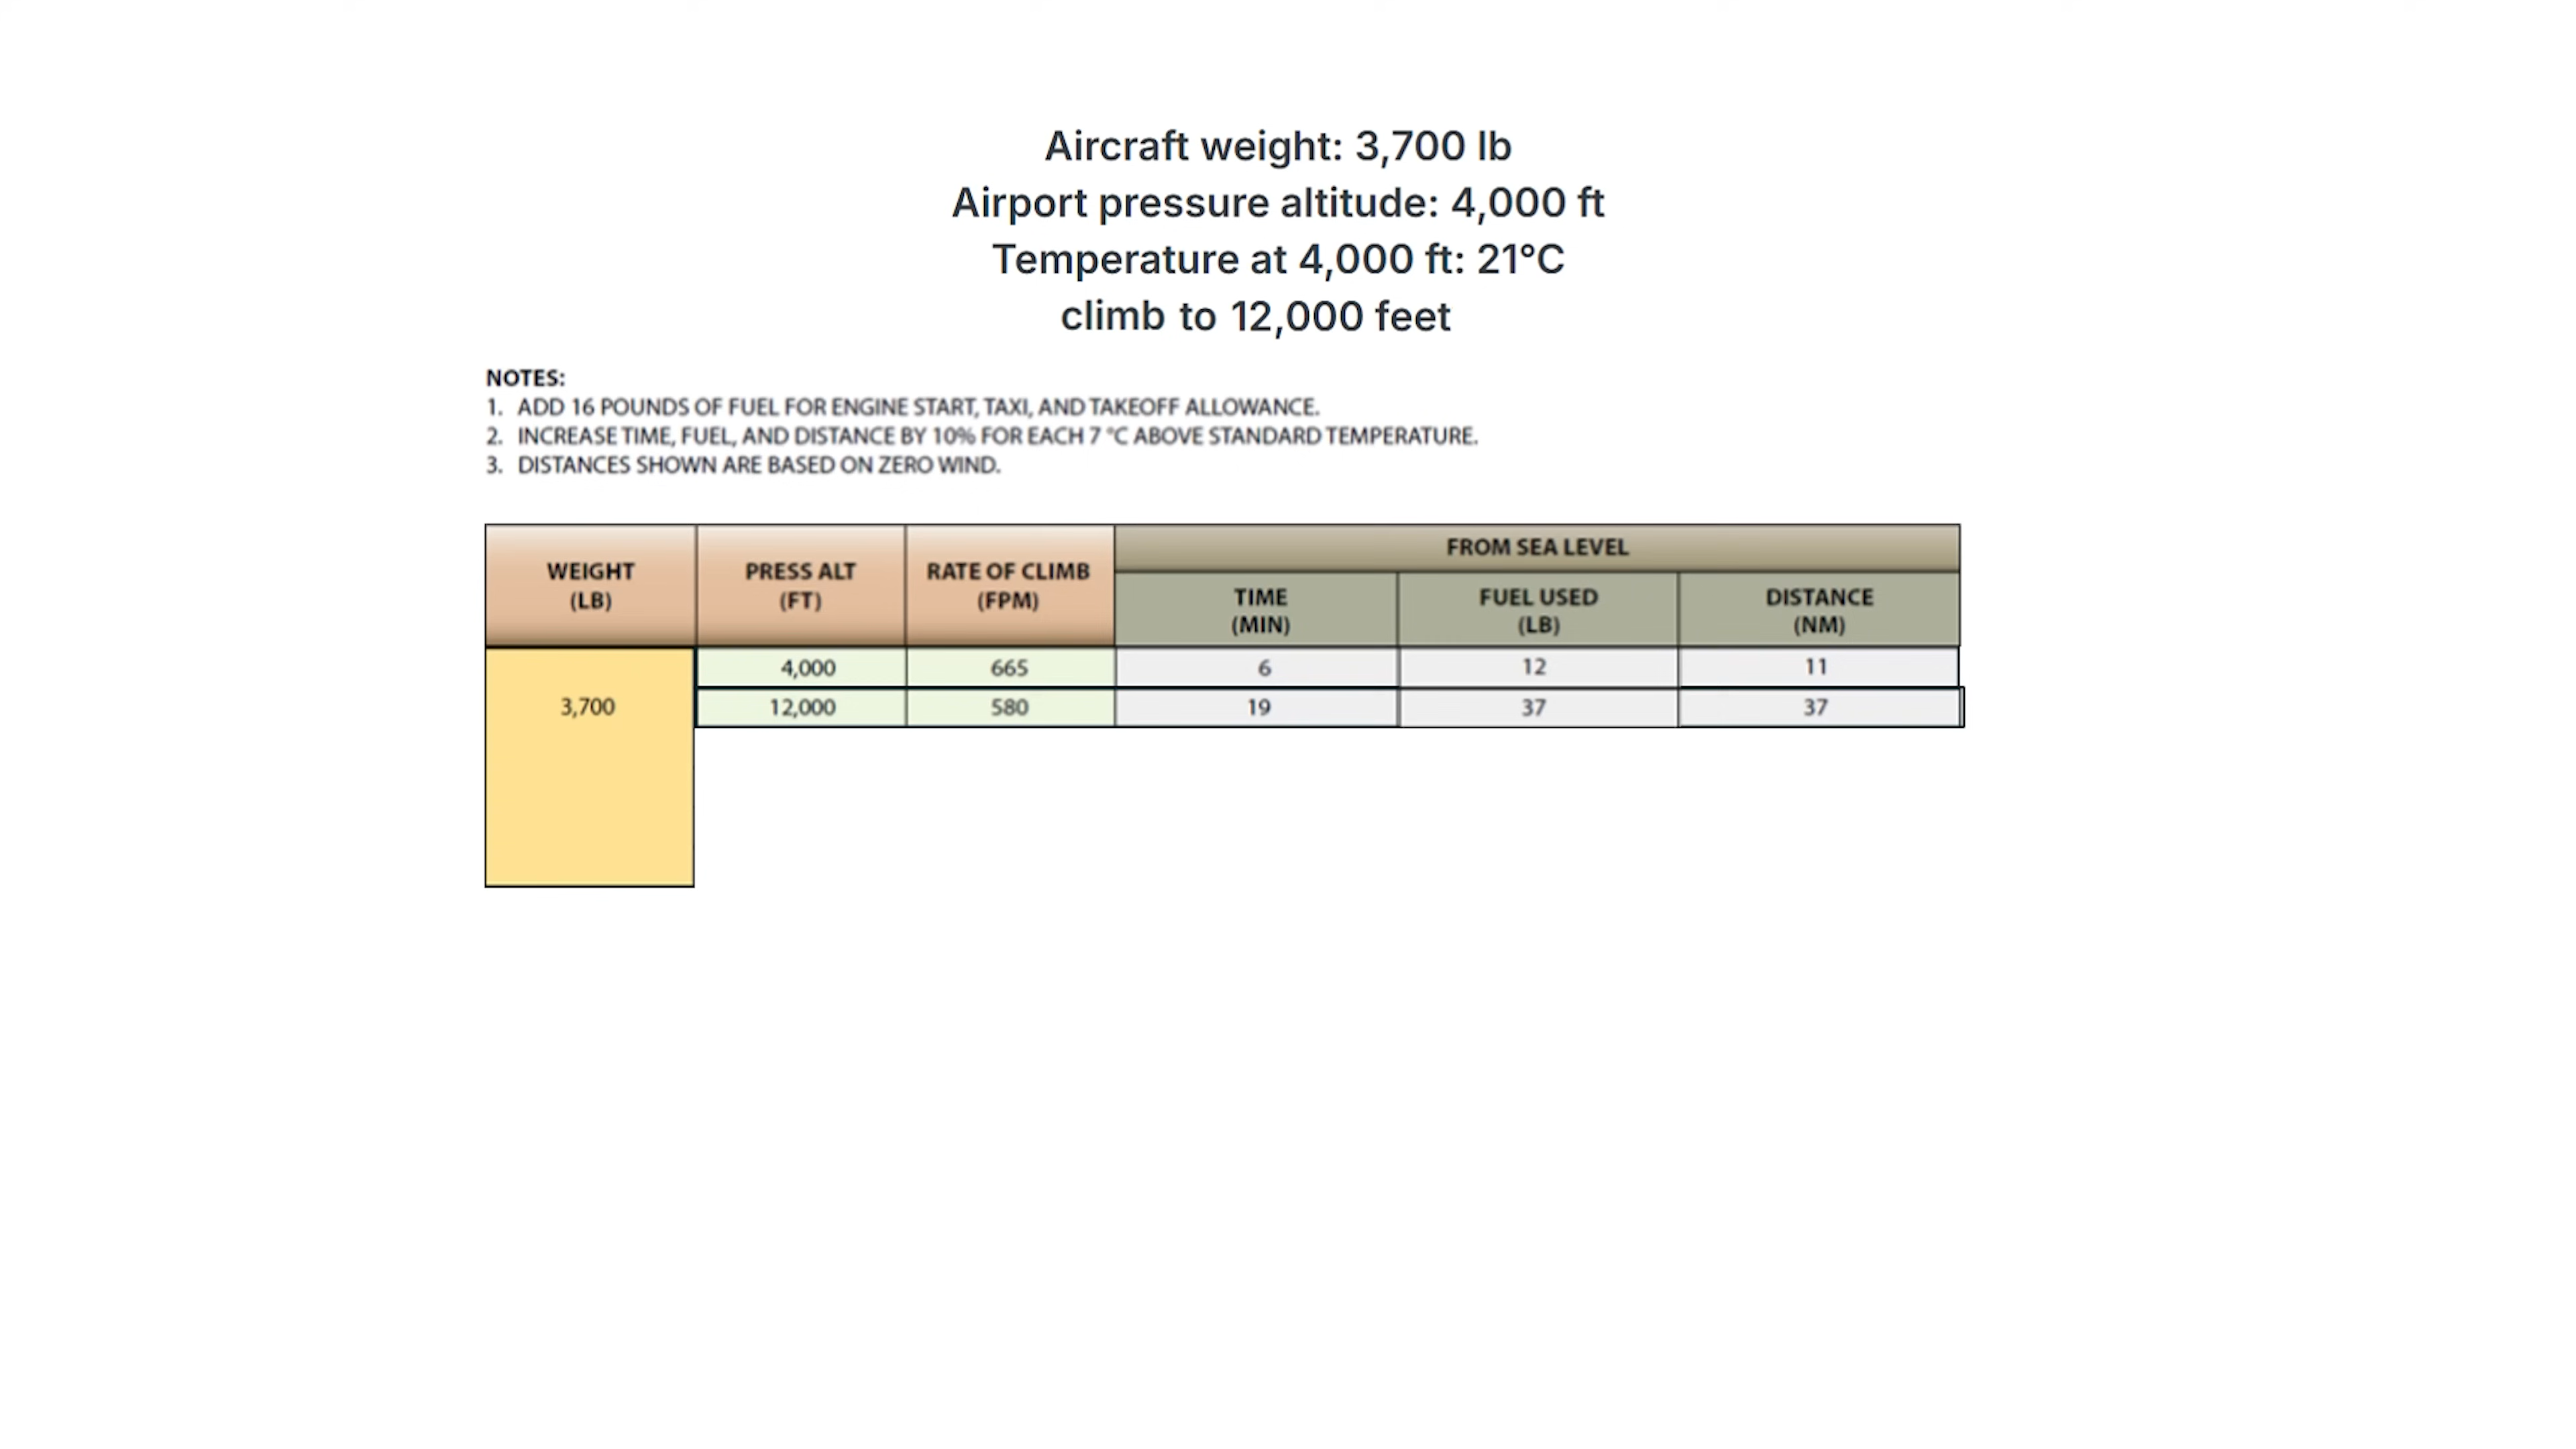 Aircraft weight: 3,700 lb
Airport pressure altitude: 4,000 ft
Temperature at 4,000 ft: 21°C
climb to 12,000 feet
NOTES:
1. ADD 16 POUNDS OF FUEL FOR ENGINE START, TAXI, AND TAKEOFF ALLOWANCE.
2. INCREASE TIME, FUEL, AND DISTANCE BY 10% FOR EACH 7 °C ABOVE STANDARD TEMPERATURE.
3. DISTANCES SHOWN ARE BASED ON ZERO WIND.
WEIGHT (LB) PRESS ALT (FT) RATE OF CLIMB (FPM) FROM SEA LEVEL
TIME (MIN) FUEL USED (LB) DISTANCE (NM)
4,000 665 6 12 11
3,700 12,000 580 19 37 37